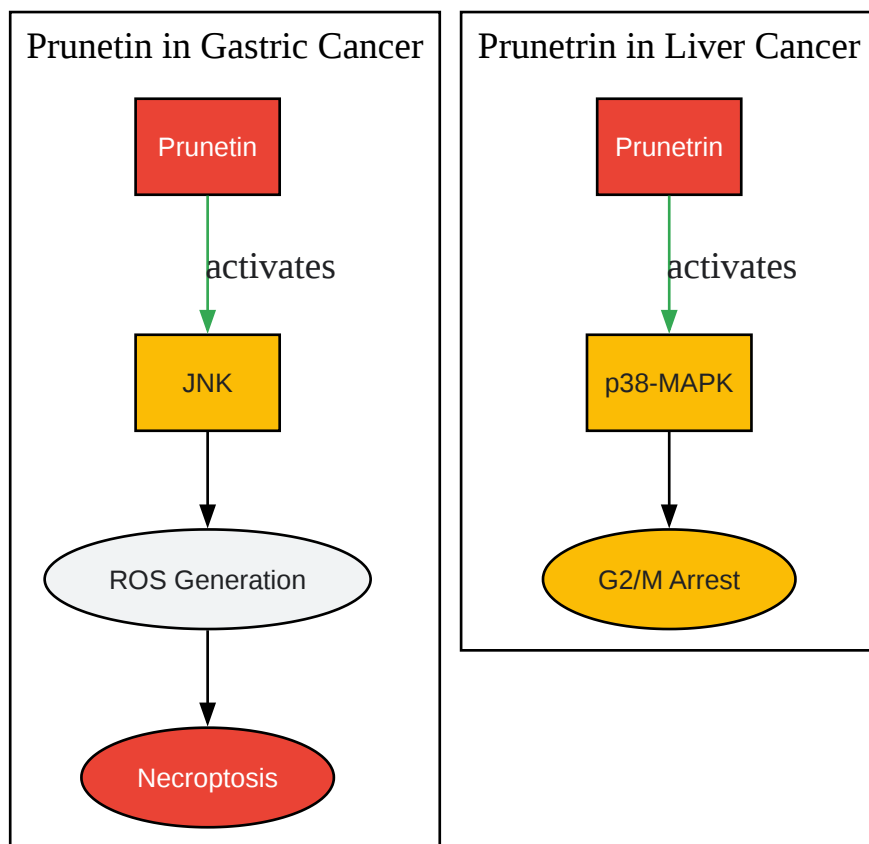 Prunetin in Gastric Cancer
Prunetin
activates
JNK
ROS Generation
Necroptosis
Prunetrin in Liver Cancer
Prunetrin
activates
p38-MAPK
G2/M Arrest